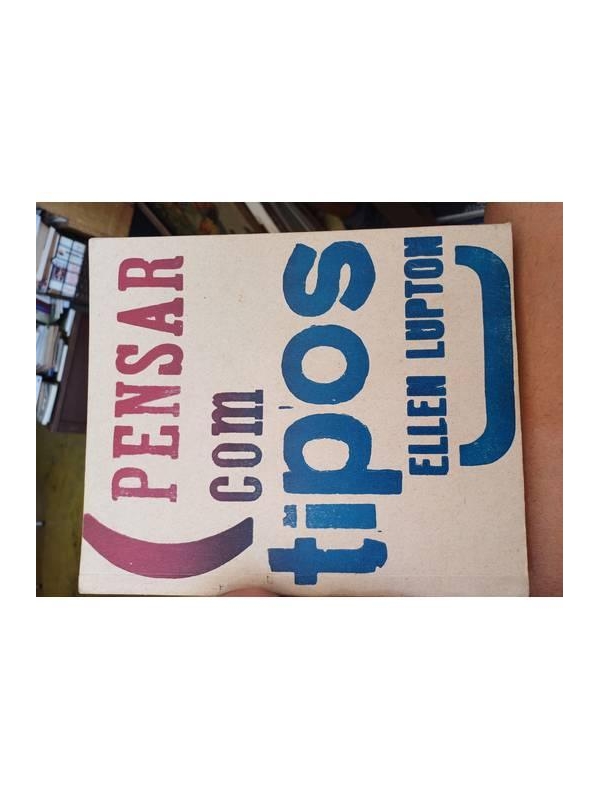 (PENSAR
com
tipos
ELLEN LUPTON]